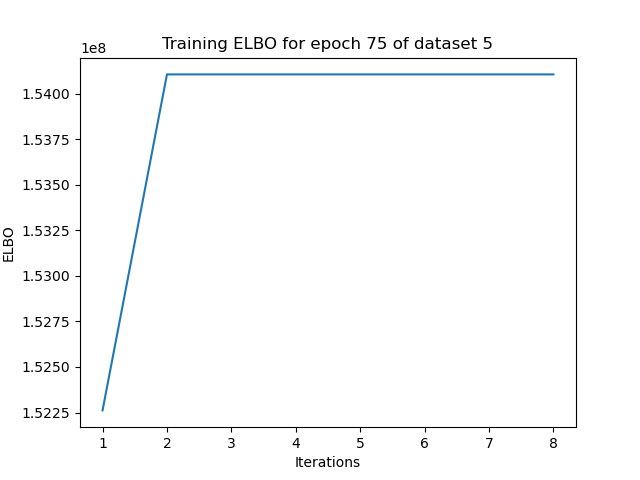 Training ELBO for epoch 75 of dataset 5
1e8
1.5400
1.5375
1.5350
1.5325
1.5300
1.5275
1.5250
1.5225
ELBO
1 2 3 4 5 6 7 8
Iterations